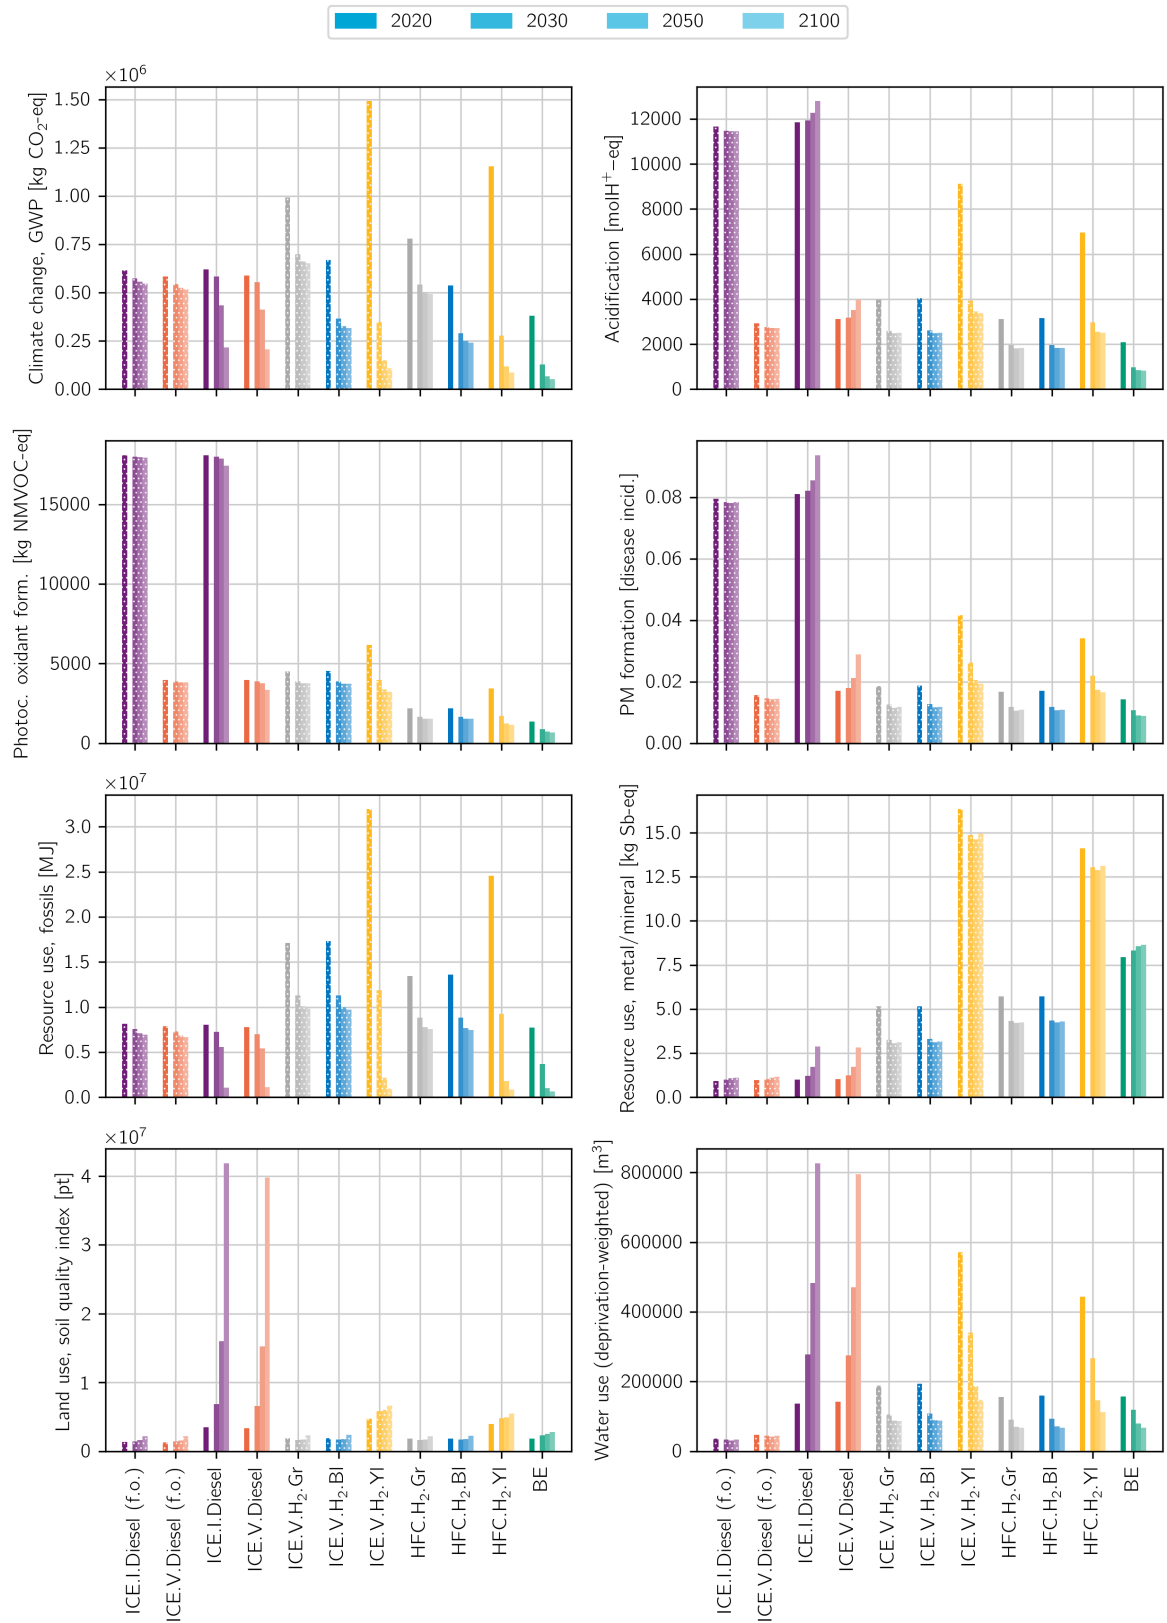 2020 2030 2050 2100
×10⁶
Climate change, GWP [kg CO₂-eq]
1.50
1.25
1.00
0.75
0.50
0.25
0.00
Acidification [molH⁺−eq]
12000
10000
8000
6000
4000
2000
0
Photoc. oxidant form. [kg NMVOC-eq]
15000
10000
5000
0
PM formation [disease incid.]
0.08
0.06
0.04
0.02
0.00
×10⁷
Resource use, fossils [MJ]
3.0
2.5
2.0
1.5
1.0
0.5
0.0
Resource use, metal/mineral [kg Sb-eq]
15.0
12.5
10.0
7.5
5.0
2.5
0.0
×10⁷
Land use, soil quality index [pt]
4
3
2
1
0
ICE.I.Diesel (f.o.)
ICE.V.Diesel (f.o.)
ICE.I.Diesel
ICE.V.Diesel
ICE.V.H₂.Gr
ICE.V.H₂.Bl
ICE.V.H₂.Yl
HFC.H₂.Gr
HFC.H₂.Bl
HFC.H₂.Yl
BE
Water use (deprivation-weighted) [m³]
800000
600000
400000
200000
0
ICE.I.Diesel (f.o.)
ICE.V.Diesel (f.o.)
ICE.I.Diesel
ICE.V.Diesel
ICE.V.H₂.Gr
ICE.V.H₂.Bl
ICE.V.H₂.Yl
HFC.H₂.Gr
HFC.H₂.Bl
HFC.H₂.Yl
BE